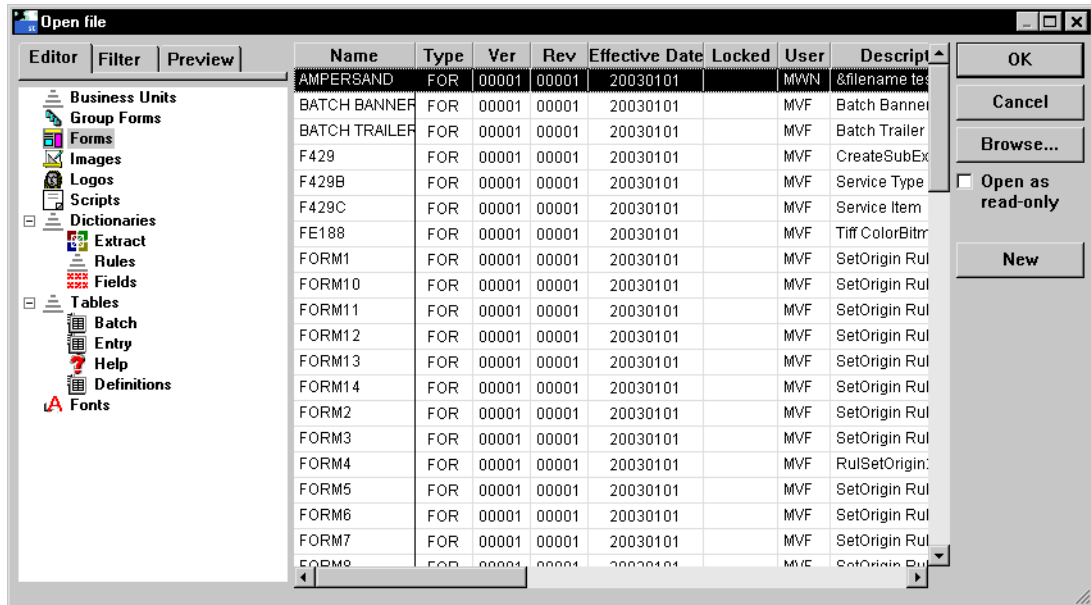 Open file
Editor Filter Preview
Business Units
Group Forms
Forms
Images
Logos
Scripts
Dictionaries
Extract
Rules
Fields
Tables
Batch
Entry
Help
Definitions
Fonts
Name Type Ver Rev Effective Date Locked User Descript
AMPERSAND FOR 00001 00001 20030101 MWN &filename tes
BATCH BANNER FOR 00001 00001 20030101 MVF Batch Banner
BATCH TRAILER FOR 00001 00001 20030101 MVF Batch Trailer
F429 FOR 00001 00001 20030101 MVF CreateSubEx
F429B FOR 00001 00001 20030101 MVF Service Type
F429C FOR 00001 00001 20030101 MVF Service Item
FE188 FOR 00001 00001 20030101 MVF Tiff ColorBitm
FORM1 FOR 00001 00001 20030101 MVF SetOrigin Rul
FORM10 FOR 00001 00001 20030101 MVF SetOrigin Rul
FORM11 FOR 00001 00001 20030101 MVF SetOrigin Rul
FORM12 FOR 00001 00001 20030101 MVF SetOrigin Rul
FORM13 FOR 00001 00001 20030101 MVF SetOrigin Rul
FORM14 FOR 00001 00001 20030101 MVF SetOrigin Rul
FORM2 FOR 00001 00001 20030101 MVF SetOrigin Rul
FORM3 FOR 00001 00001 20030101 MVF SetOrigin Rul
FORM4 FOR 00001 00001 20030101 MVF RulSetOrigin
FORM5 FOR 00001 00001 20030101 MVF SetOrigin Rul
FORM6 FOR 00001 00001 20030101 MVF SetOrigin Rul
FORM7 FOR 00001 00001 20030101 MVF SetOrigin Rul
OK
Cancel
Browse...
Open as
read-only
New